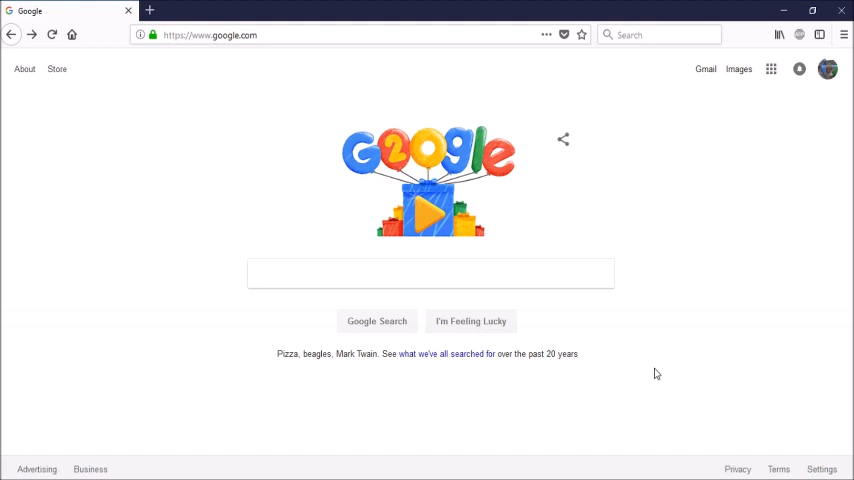 Google
https://www.google.com
Search
About Store
Gmail Images
G20gle
Google Search I'm Feeling Lucky
Pizza, beagles, Mark Twain. See what we've all searched for over the past 20 years
Advertising Business
Privacy Terms Settings